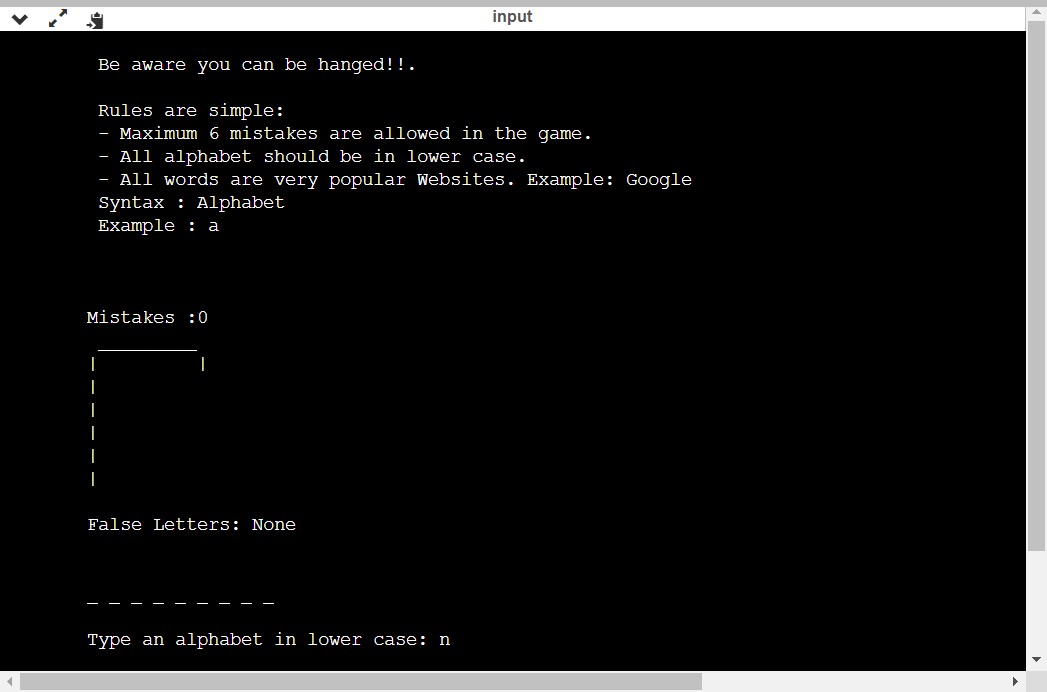 input
Be aware you can be hanged!!.
Rules are simple:
- Maximum 6 mistakes are allowed in the game.
- All alphabet should be in lower case.
- All words are very popular Websites. Example: Google
Syntax : Alphabet
Example : a
Mistakes :0
 _________
|         |
|
|
|
|
|
False Letters: None
_ _ _ _ _ _ _ _ _
Type an alphabet in lower case: n